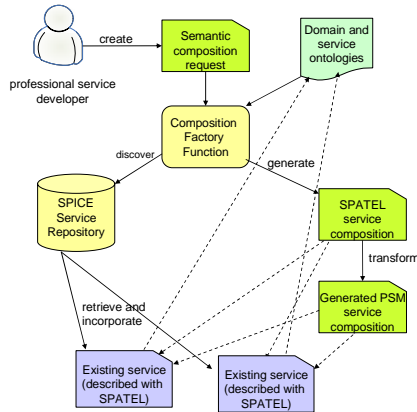 create
Semantic
composition
request
Domain and
service
ontologies
professional service
developer
Composition
Factory
Function
discover
generate
SPICE
Service
Repository
SPATEL
service
composition
transform
retrieve and
incorporate
Generated PSM
service
composition
Existing service
(described with
SPATEL)
Existing service
(described with
SPATEL)